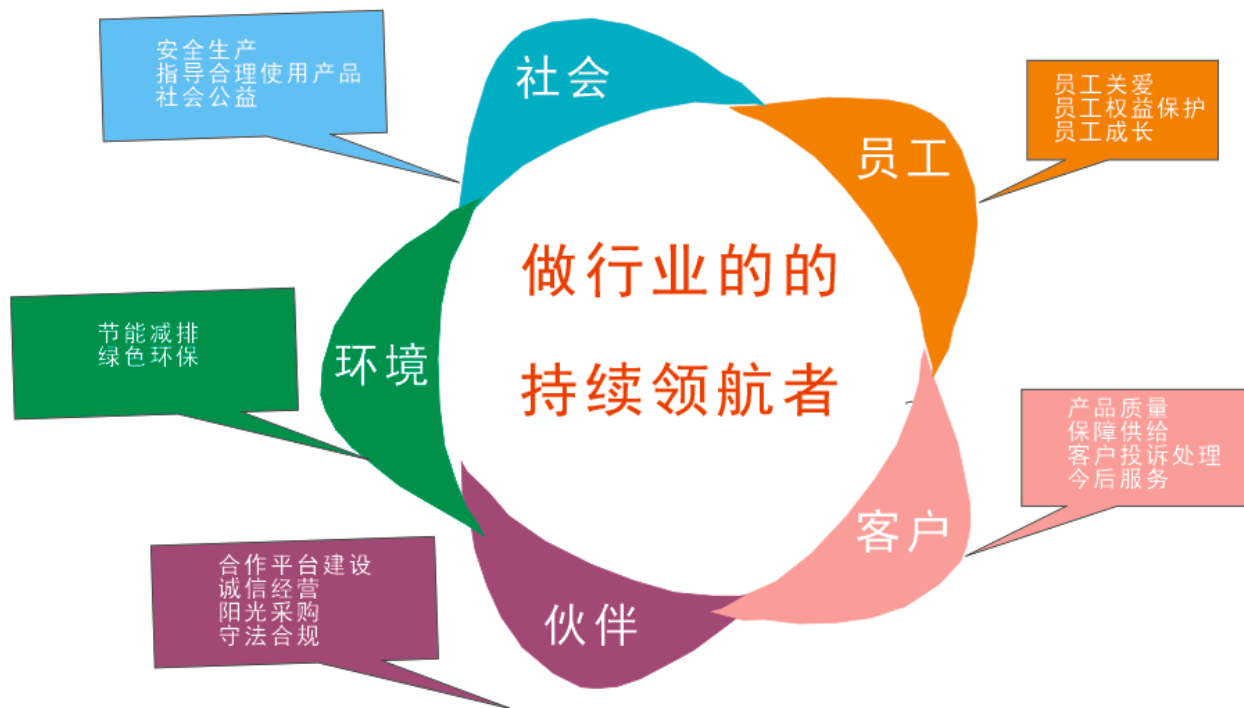 安全生产
指导合理使用产品
社会公益
社会
员工
员工关爱
员工权益保护
员工成长
做行业的的
持续领航者
节能减排
绿色环保
环境
产品质量
保障供给
客户投诉处理
今后服务
客户
合作平台建设
诚信经营
阳光采购
守法合规
伙伴